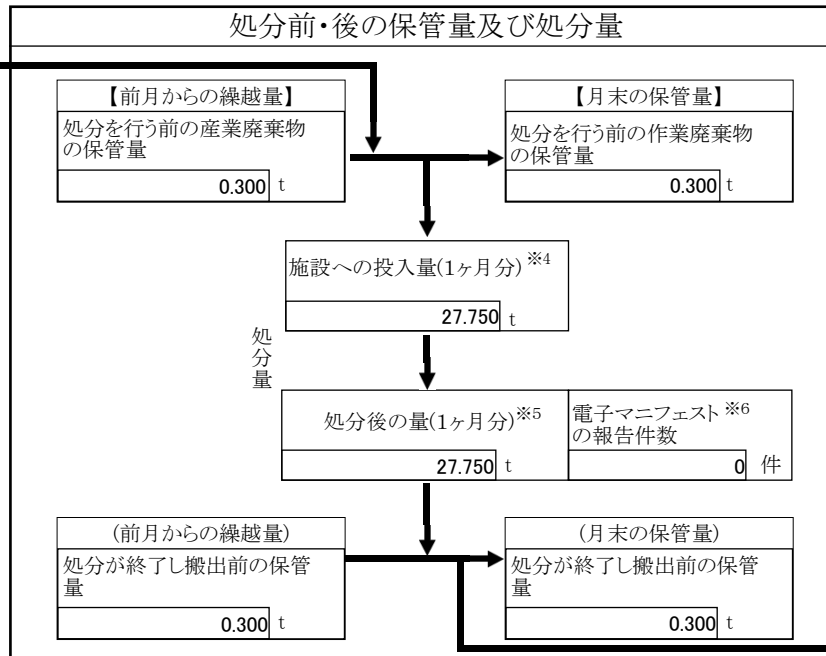 処分前・後の保管量及び処分量
【前月からの繰越量】
処分を行う前の産業廃棄物
の保管量
0.300 t
【月末の保管量】
処分を行う前の作業廃棄物
の保管量
0.300 t
施設への投入量(1ヶ月分)※4
27.750 t
処分量
処分後の量(1ヶ月分)※5
27.750 t
電子マニフェスト※6
の報告件数
0 件
(前月からの繰越量)
処分が終了し搬出前の保管
量
0.300 t
(月末の保管量)
処分が終了し搬出前の保管
量
0.300 t